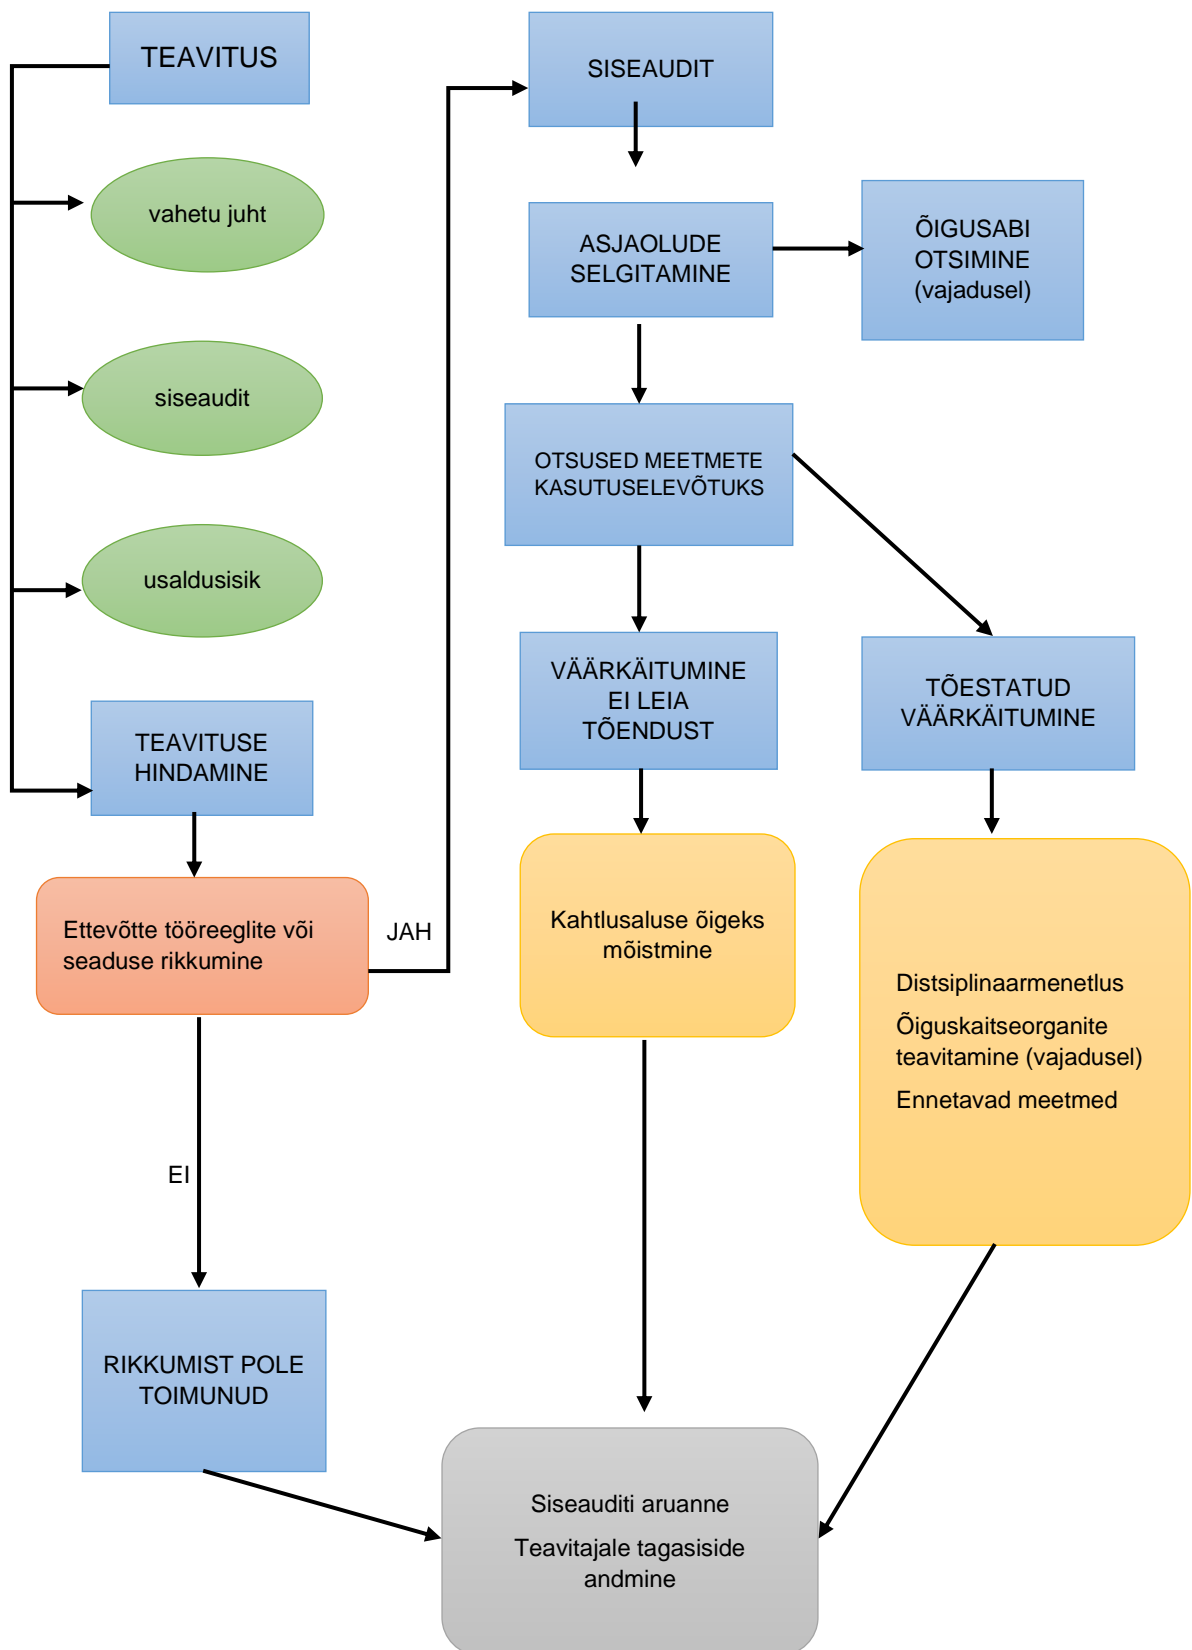 TEAVITUS
vahetu juht
siseaudit
usaldusisik
TEAVITUSE
HINDAMINE
Ettevõtte tööreeglite või
seaduse rikkumine
JAH
EI
RIKKUMIST POLE
TOIMUNUD
SISEAUDIT
ASJAOLUDE
SELGITAMINE
ÕIGUSABI
OTSIMINE
(vajadusel)
OTSUSED MEETMETE
KASUTUSELEVÕTUKS
VÄÄRKÄITUMINE
EI LEIA
TÕENDUST
TÕESTATUD
VÄÄRKÄITUMINE
Kahtlusaluse õigeks
mõistmine
Distsiplinaarmenetlus
Õiguskaitseorganite
teavitamine (vajadusel)
Ennetavad meetmed
Siseauditi aruanne
Teavitajale tagasiside
andmine